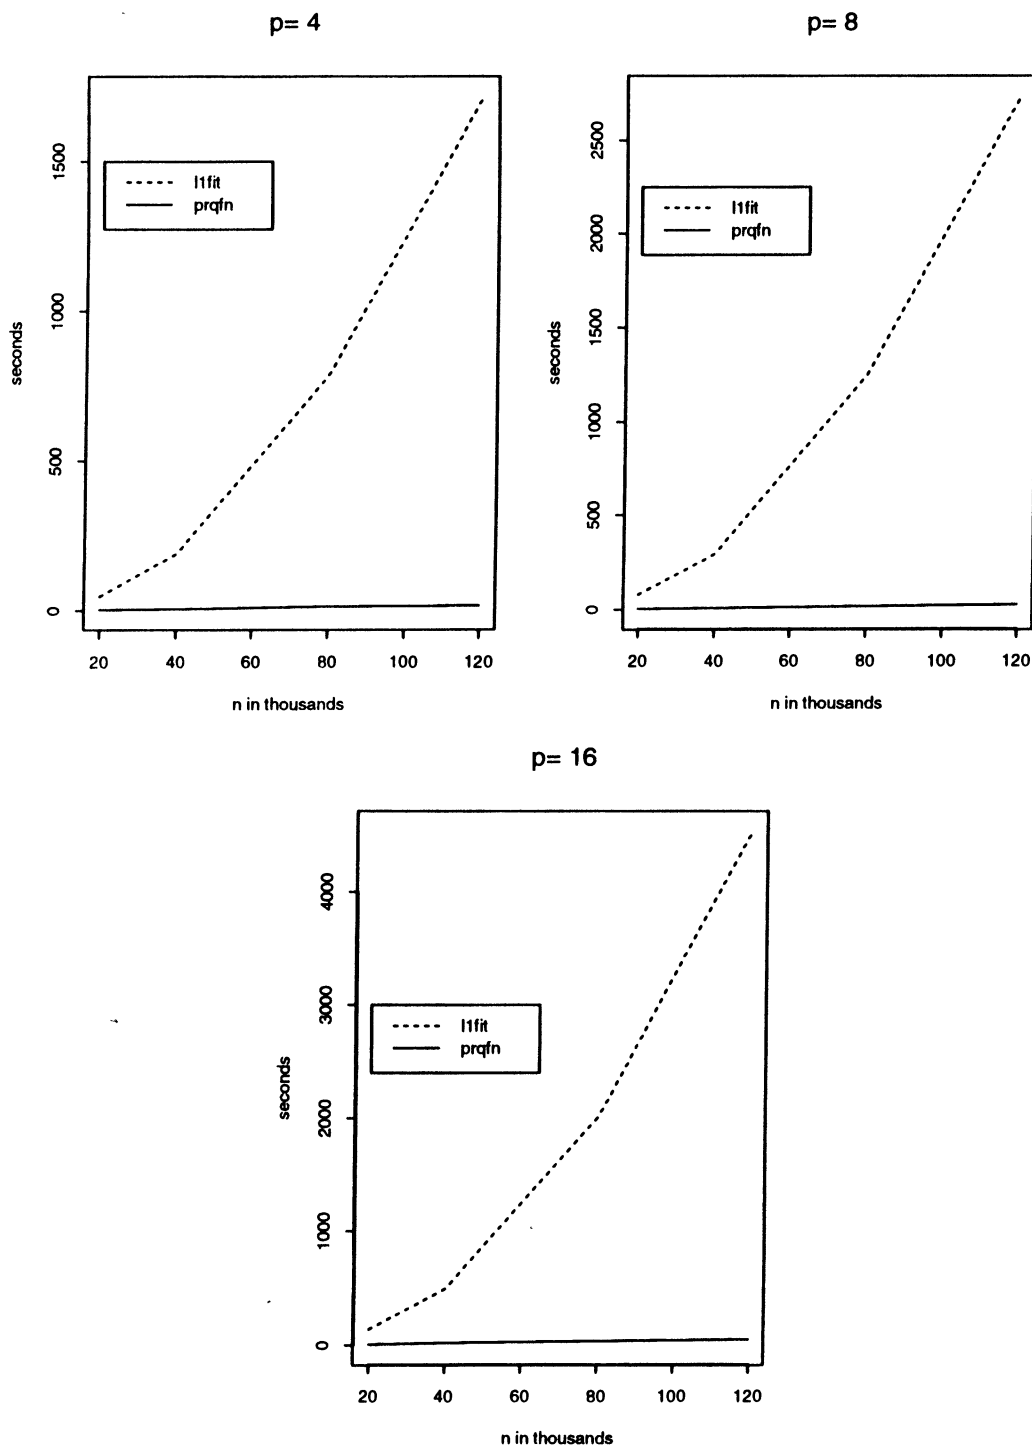 p= 4
1500
1000
500
0
seconds
l1fit
prqfn
20 40 60 80 100 120
n in thousands
p= 8
2500
2000
1500
1000
500
0
seconds
l1fit
prqfn
20 40 60 80 100 120
n in thousands
p= 16
4000
3000
2000
1000
0
seconds
l1fit
prqfn
20 40 60 80 100 120
n in thousands